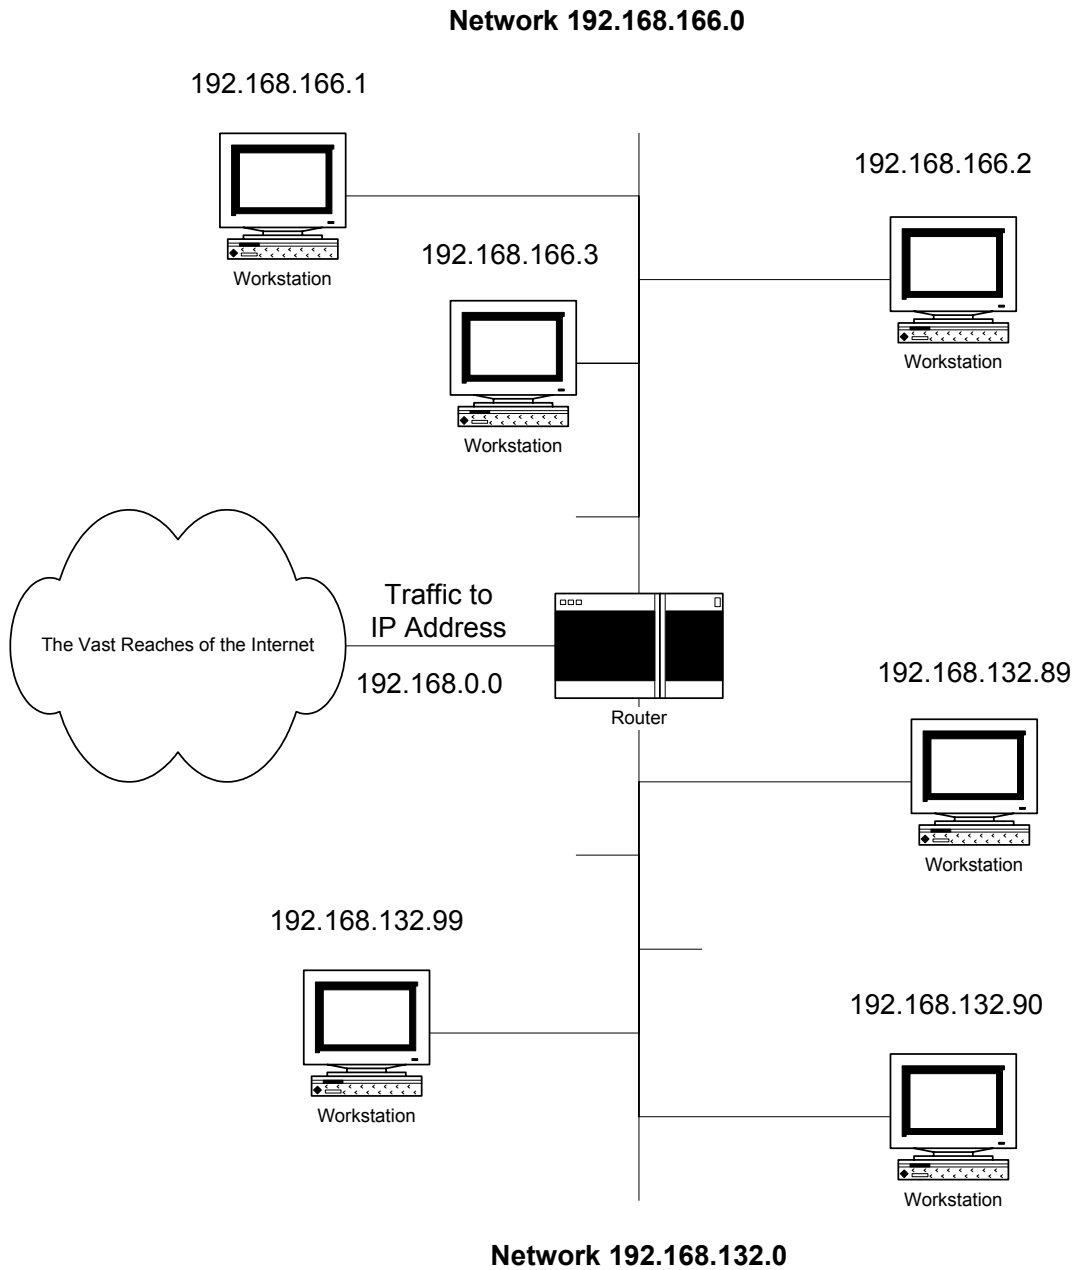 Network 192.168.166.0
192.168.166.1
192.168.166.2
Workstation
192.168.166.3
Workstation
Workstation
Traffic to
IP Address
The Vast Reaches of the Internet
192.168.0.0
192.168.132.89
Router
Workstation
192.168.132.99
192.168.132.90
Workstation
Workstation
Network 192.168.132.0